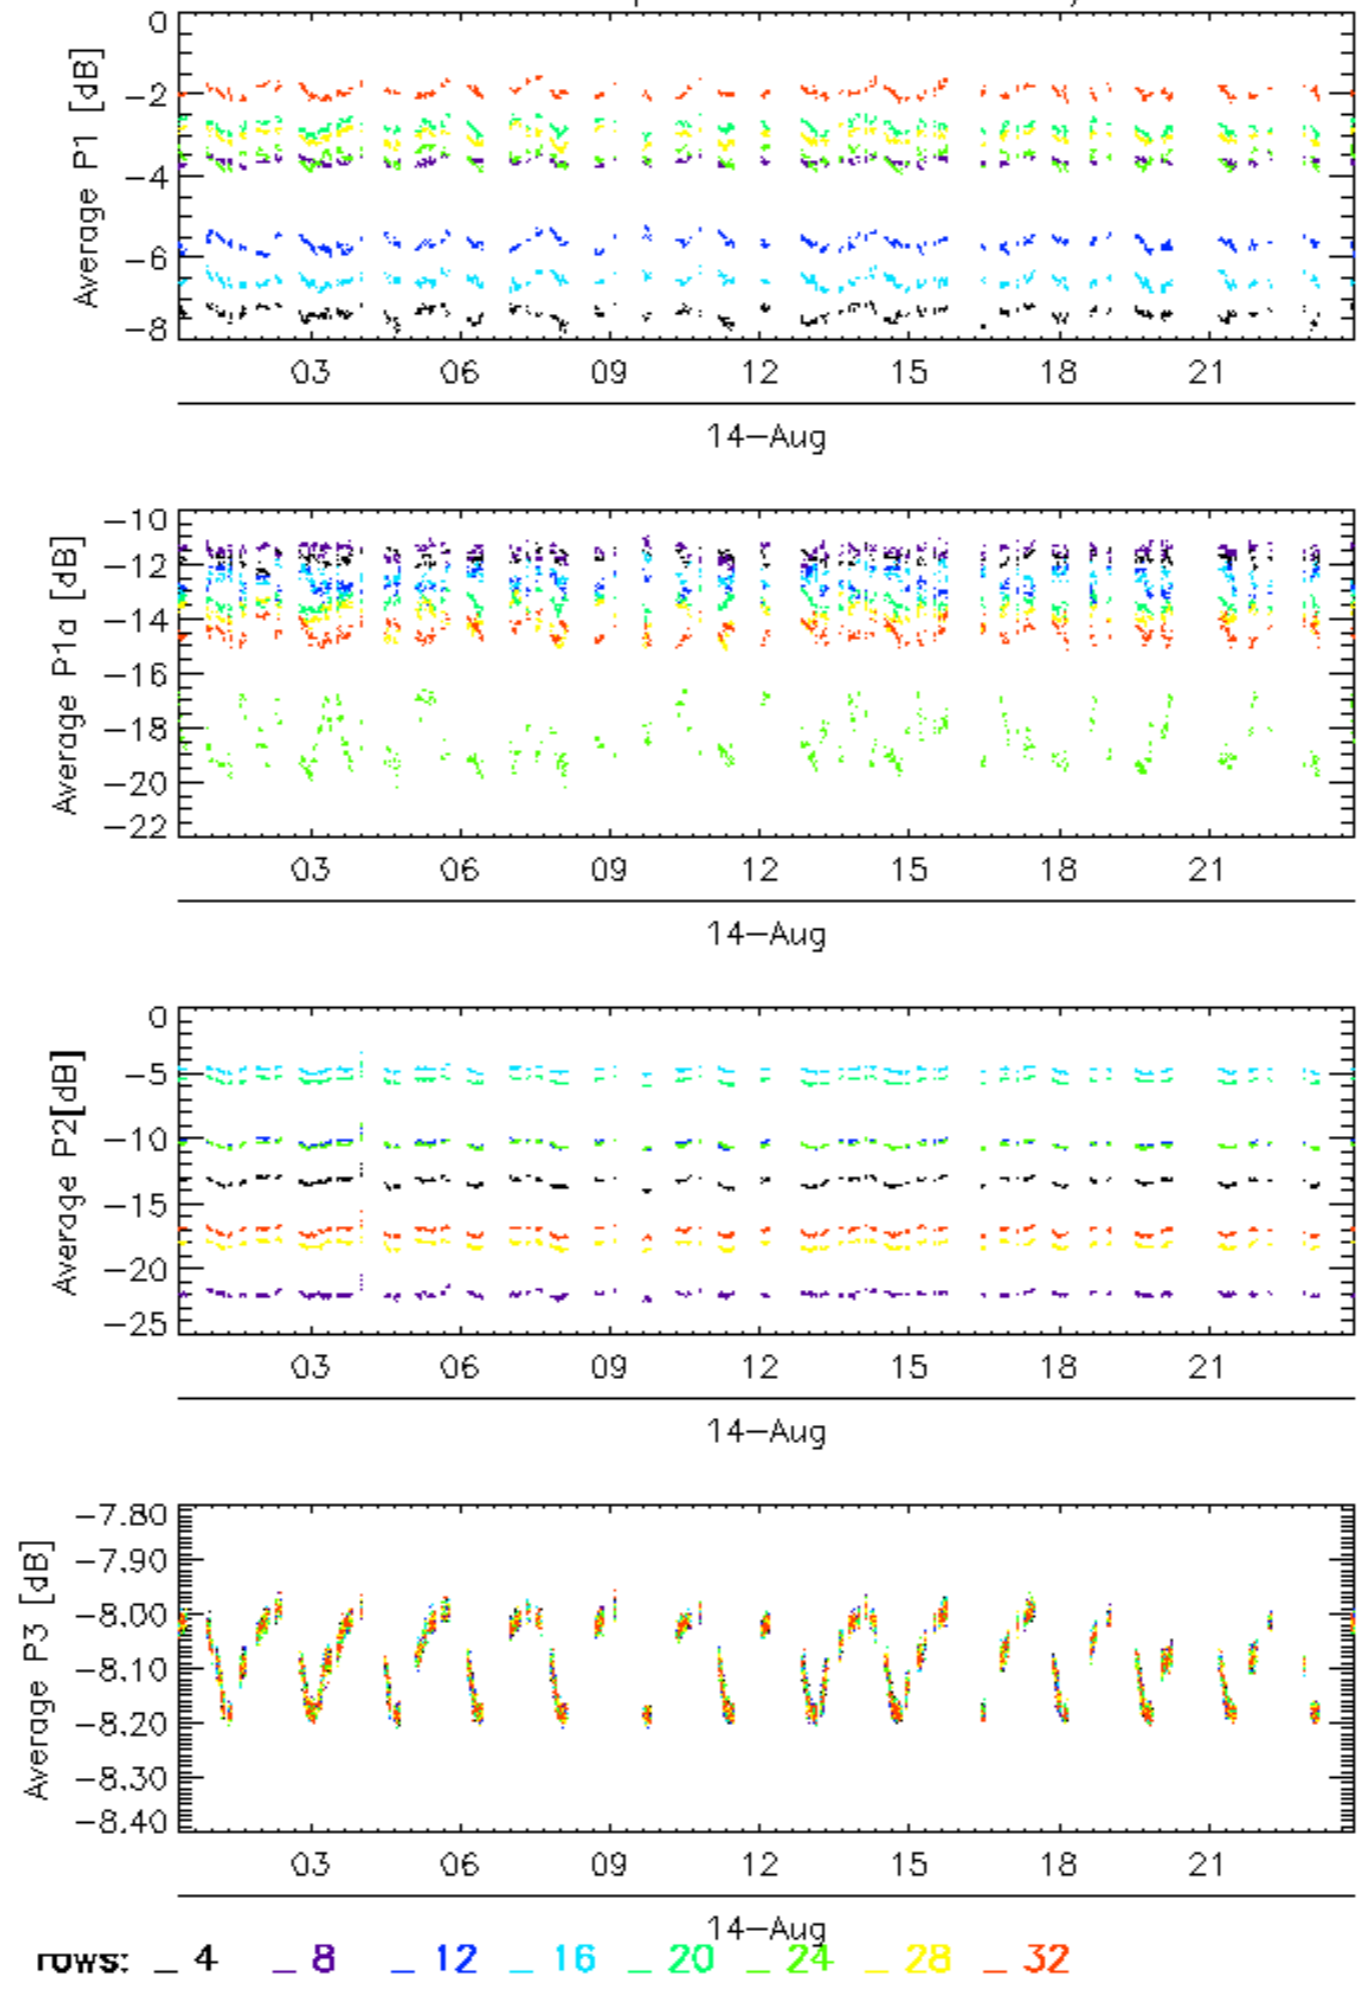 0
−2
−4
−6
−8
Average P1 [dB]
03 06 09 12 15 18 21
14−Aug
−10
−12
−14
−16
−18
−20
−22
Average P1a [dB]
03 06 09 12 15 18 21
14−Aug
0
−5
−10
−15
−20
−25
Average P2[dB]
03 06 09 12 15 18 21
14−Aug
−7.80
−7.90
−8.00
−8.10
−8.20
−8.30
−8.40
Average P3 [dB]
03 06 09 12 15 18 21
14−Aug
rows: _ 4 _ 8 _ 12 _ 16 _ 20 _ 24 _ 28 _ 32